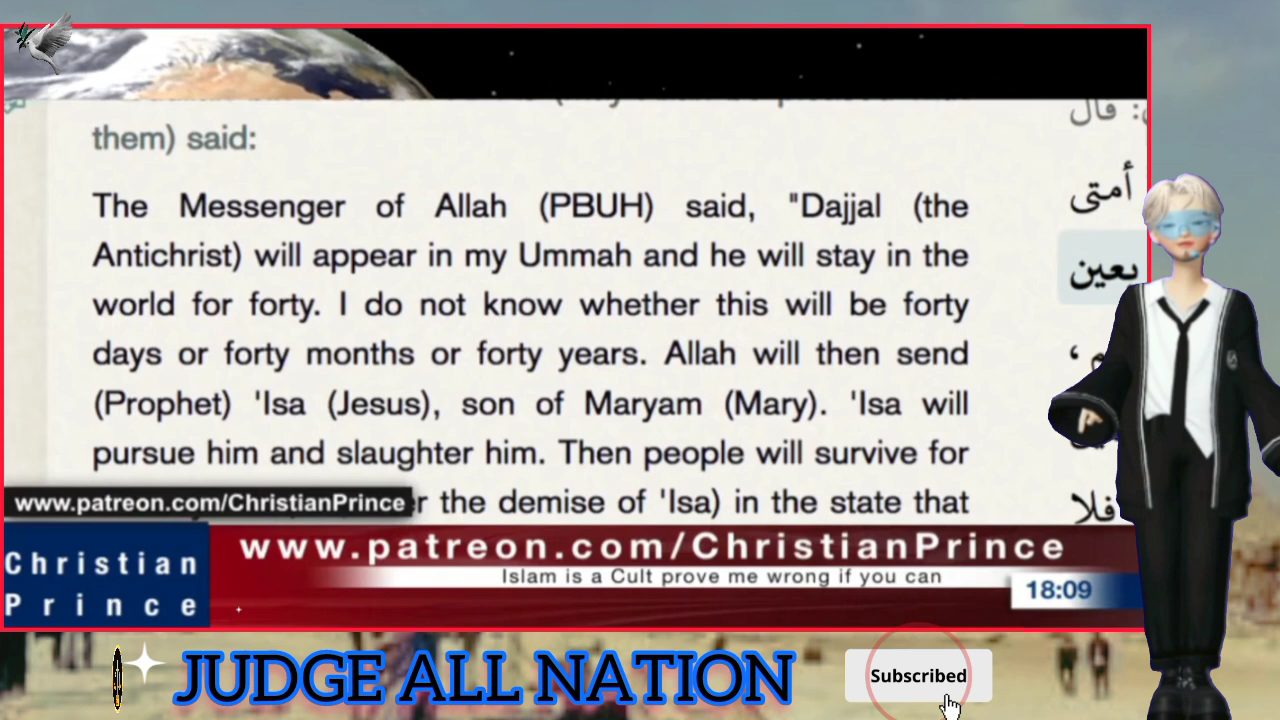 them) said:
قال
The Messenger of Allah (PBUH) said, "Dajjal (the
أمتى
Antichrist) will appear in my Ummah and he will stay in the
world for forty. I do not know whether this will be forty
days or forty months or forty years. Allah will then send
(Prophet) 'Isa (Jesus), son of Maryam (Mary). 'Isa will
pursue him and slaughter him. Then people will survive for
the demise of 'Isa) in the state that
فلا
www.patreon.com/ChristianPrince
Christian
Prince
www.patreon.com/ChristianPrince
Islam is a Cult prove me wrong if you can
18:09
JUDGE ALL NATION
Subscribed